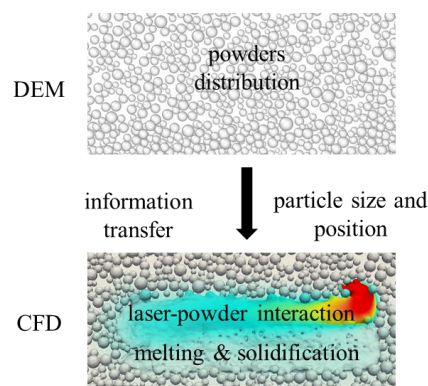 powders
distribution
DEM
information
transfer
particle size and
position
CFD
laser-powder interaction
melting & solidification